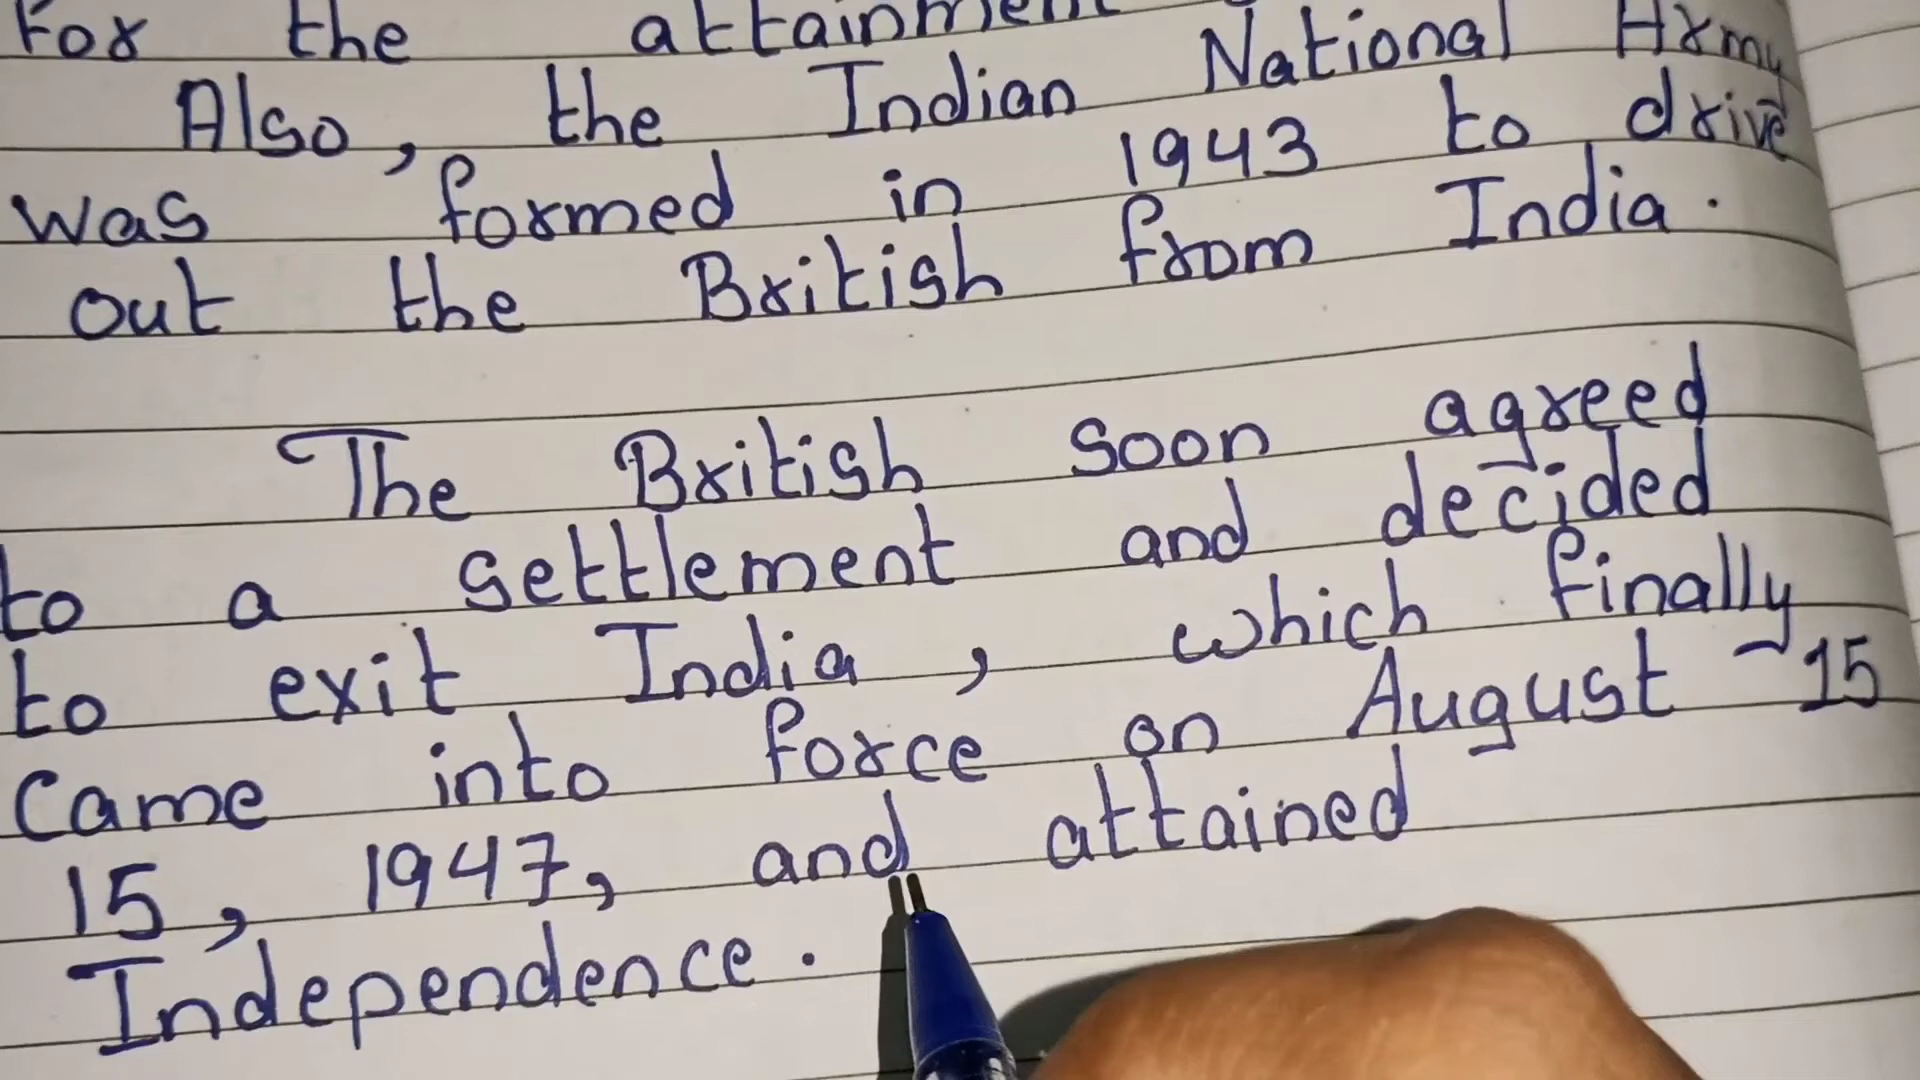 For the attainment
Also, the Indian National Army
was formed in 1943 to drive
out the British from India.
The British soon agreed
to a settlement and decided
to exit India, which finally
came into force on August 15
15, 1947, and attained
Independence.